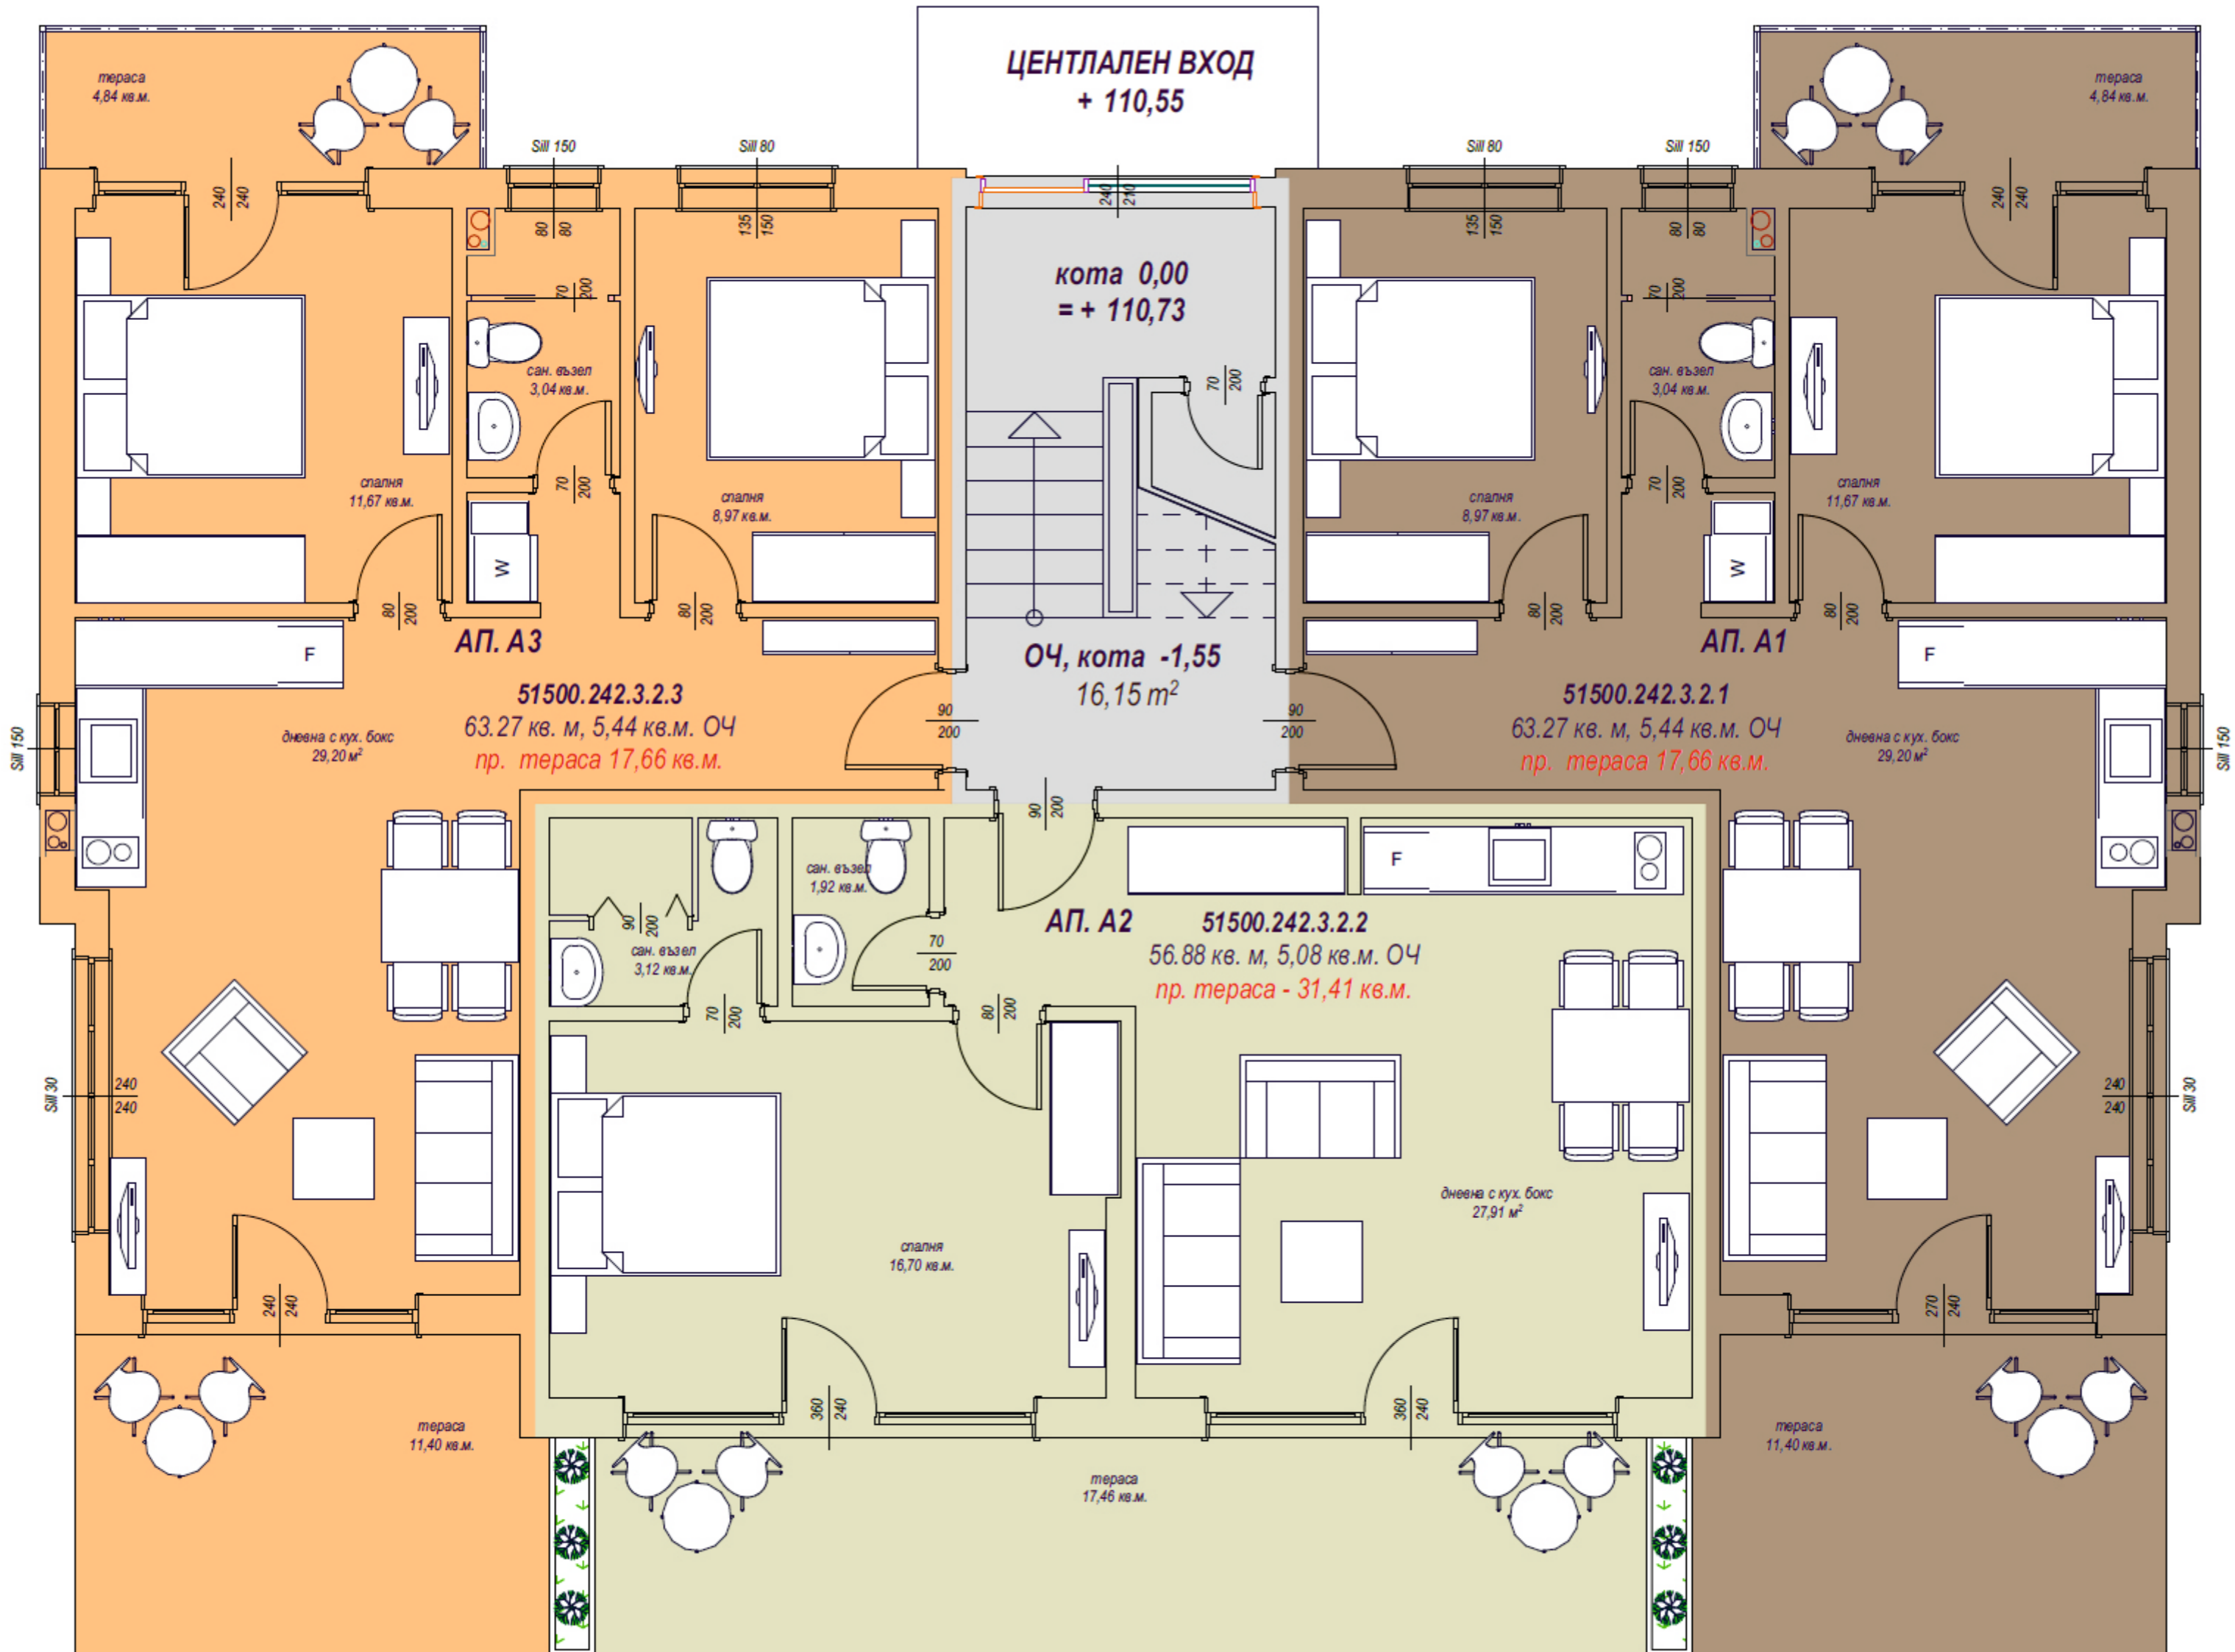 ЦЕНТЛАЛЕН ВХОД
+ 110,55
тераса
4,84 кв.м.
тераса
4,84 кв.м.
Sill 150
Sill 80
Sill 80
Sill 150
240
240
80
80
135
150
240
210
135
150
80
80
240
240
кота 0,00
= + 110,73
70
200
70
200
70
200
сан. възел
3,04 кв.м.
сан. възел
3,04 кв.м.
спалня
11,67 кв.м.
70
200
спалня
8,97 кв.м.
спалня
8,97 кв.м.
70
200
спалня
11,67 кв.м.
W
W
80
200
80
200
80
200
80
200
F
АП. А3
ОЧ, кота -1,55
16,15 m²
АП. А1
F
51500.242.3.2.3
63.27 кв. м, 5,44 кв.м. ОЧ
пр. тераса 17,66 кв.м.
51500.242.3.2.1
63.27 кв. м, 5,44 кв.м. ОЧ
пр. тераса 17,66 кв.м.
Sill 150
дневна с кух. бокс
29,20 м²
90
200
90
200
дневна с кух. бокс
29,20 м²
Sill 150
90
200
F
сан. възел
1,92 кв.м.
90
200
сан. възел
3,12 кв.м.
70
200
АП. А2
51500.242.3.2.2
56.88 кв. м, 5,08 кв.м. ОЧ
пр. тераса - 31,41 кв.м.
70
200
80
200
Sill 30
240
240
240
240
Sill 30
дневна с кух. бокс
27,91 м²
спалня
16,70 кв.м.
240
240
270
240
360
240
360
240
тераса
11,40 кв.м.
тераса
11,40 кв.м.
тераса
17,46 кв.м.